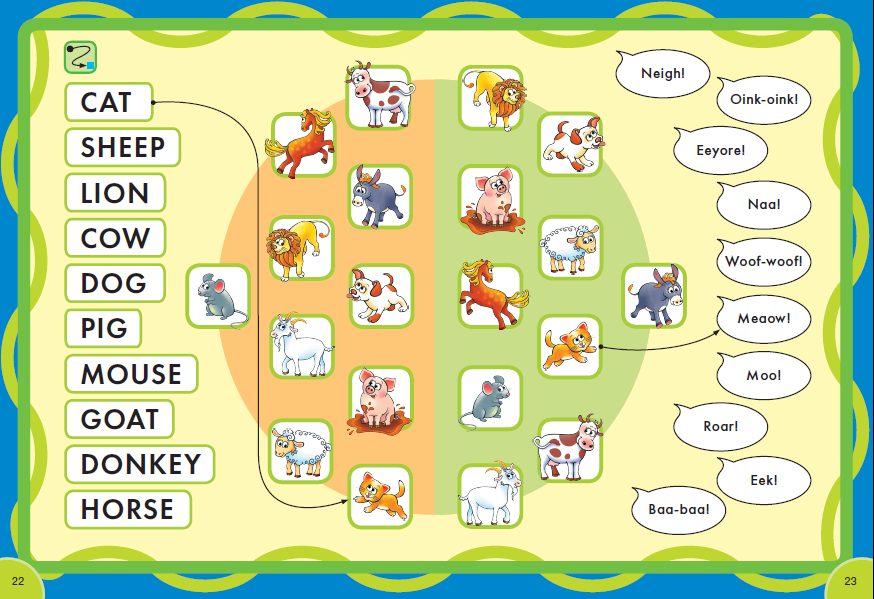 CAT
SHEEP
LION
COW
DOG
PIG
MOUSE
GOAT
DONKEY
HORSE
Neigh!
Oink-oink!
Eeyore!
Naa!
Woof-woof!
Meaow!
Moo!
Roar!
Eek!
Baa-baa!
22
23